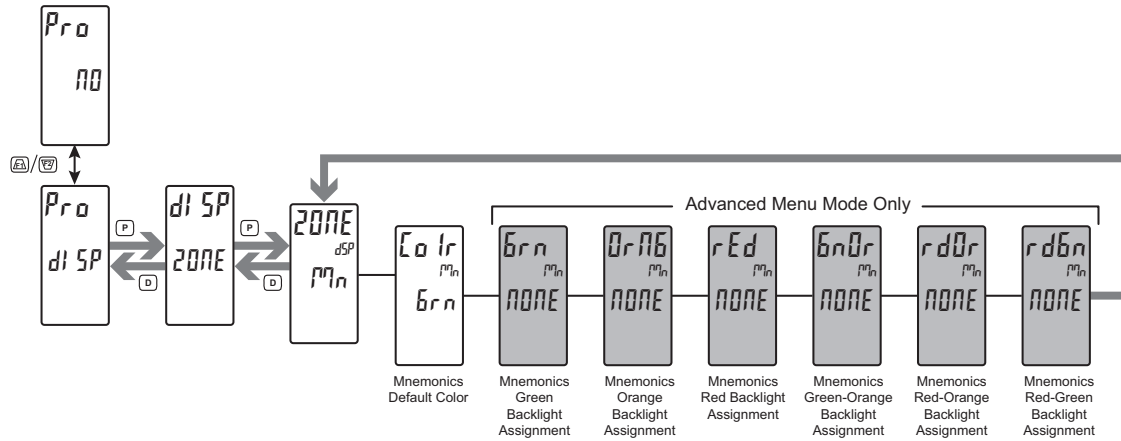 Pro
NO
F1/F2
Pro
dISP
P
D
dISP
ZONE
P
D
ZONE
dSP
Mn
Advanced Menu Mode Only
Colr
Mn
Grn
Grn
Mn
NONE
OrNG
Mn
NONE
rEd
Mn
NONE
GnOr
Mn
NONE
rdOr
Mn
NONE
rdGn
Mn
NONE
Mnemonics
Default Color
Mnemonics
Green
Backlight
Assignment
Mnemonics
Orange
Backlight
Assignment
Mnemonics
Red Backlight
Assignment
Mnemonics
Green-Orange
Backlight
Assignment
Mnemonics
Red-Orange
Backlight
Assignment
Mnemonics
Red-Green
Backlight
Assignment